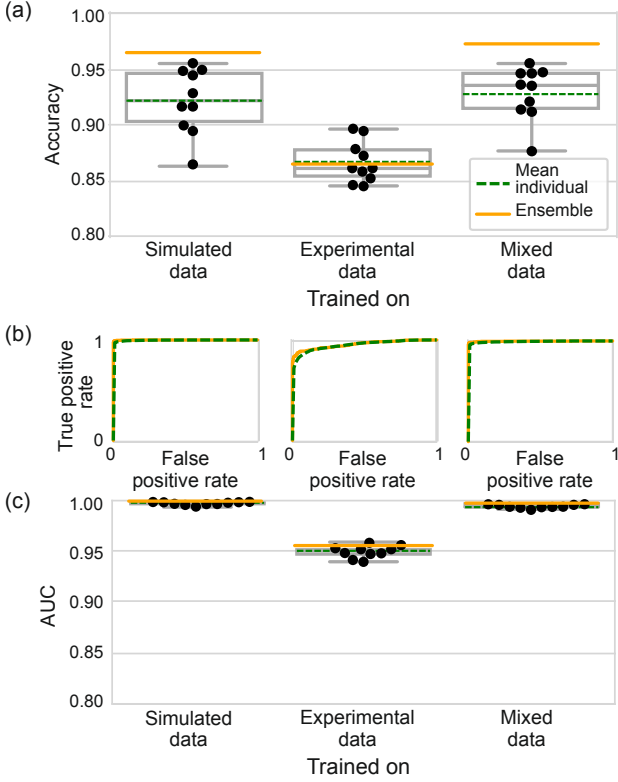 (a)
1.00
0.95
0.90
0.85
0.80
Accuracy
Mean
individual
Ensemble
Simulated
data
Experimental
data
Mixed
data
Trained on
(b)
1
0
True positive
rate
0
False
positive rate
1
0
False
positive rate
1
0
False
positive rate
1
(c)
1.00
0.95
0.90
0.85
0.80
AUC
Simulated
data
Experimental
data
Mixed
data
Trained on